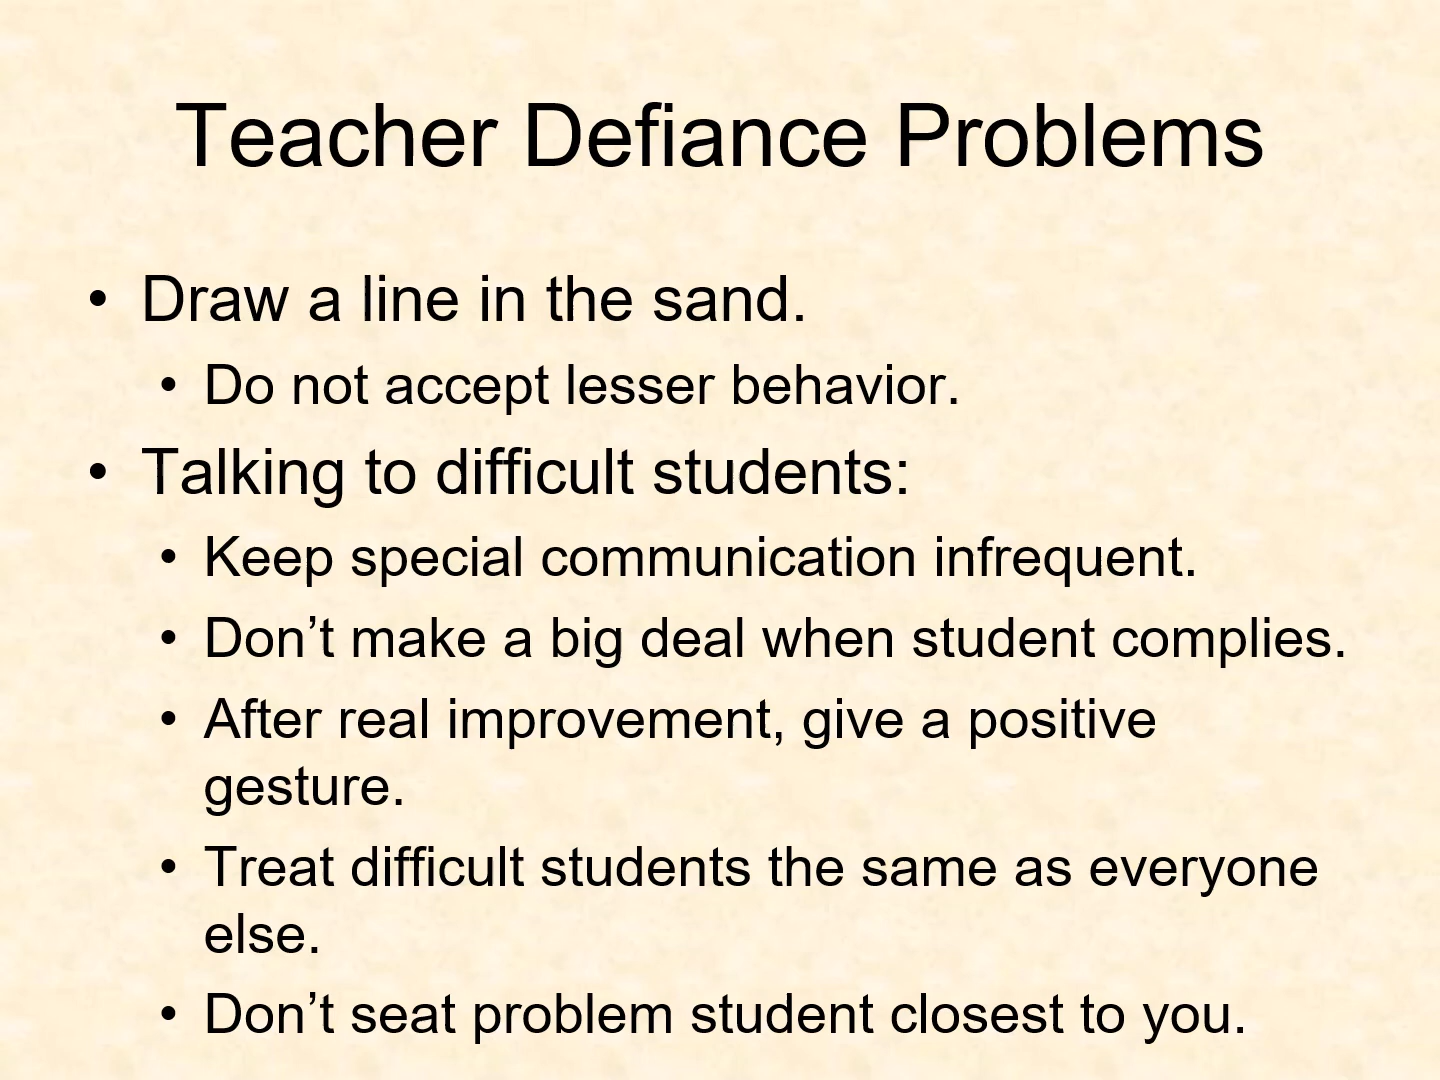 Teacher Defiance Problems
• Draw a line in the sand.
• Do not accept lesser behavior.
• Talking to difficult students:
• Keep special communication infrequent.
• Don’t make a big deal when student complies.
• After real improvement, give a positive
gesture.
• Treat difficult students the same as everyone
else.
• Don’t seat problem student closest to you.